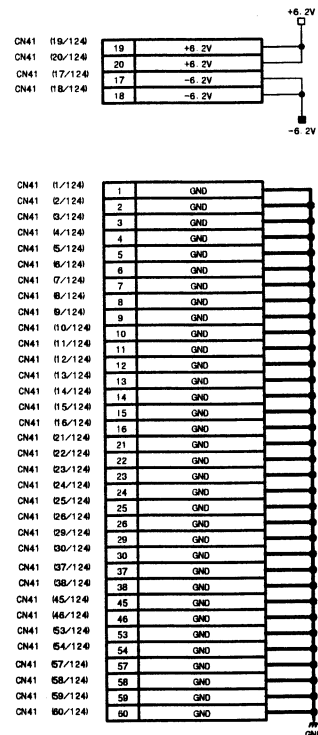 +6.2V
CN41 (19/124) 19 +6.2V
CN41 (20/124) 20 +6.2V
CN41 (17/124) 17 -6.2V
CN41 (18/124) 18 -6.2V
-6.2V
CN41 (1/124) 1 GND
CN41 (2/124) 2 GND
CN41 (3/124) 3 GND
CN41 (4/124) 4 GND
CN41 (5/124) 5 GND
CN41 (6/124) 6 GND
CN41 (7/124) 7 GND
CN41 (8/124) 8 GND
CN41 (9/124) 9 GND
CN41 (10/124) 10 GND
CN41 (11/124) 11 GND
CN41 (12/124) 12 GND
CN41 (13/124) 13 GND
CN41 (14/124) 14 GND
CN41 (15/124) 15 GND
CN41 (16/124) 16 GND
CN41 (21/124) 21 GND
CN41 (22/124) 22 GND
CN41 (23/124) 23 GND
CN41 (24/124) 24 GND
CN41 (25/124) 25 GND
CN41 (26/124) 26 GND
CN41 (29/124) 29 GND
CN41 (30/124) 30 GND
CN41 (37/124) 37 GND
CN41 (38/124) 38 GND
CN41 (45/124) 45 GND
CN41 (46/124) 46 GND
CN41 (53/124) 53 GND
CN41 (54/124) 54 GND
CN41 (57/124) 57 GND
CN41 (58/124) 58 GND
CN41 (59/124) 59 GND
CN41 (60/124) 60 GND
GND